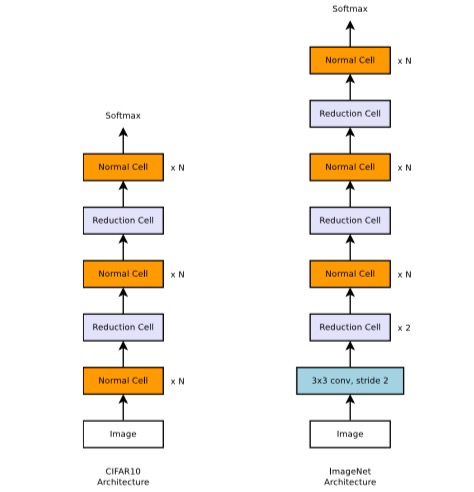 Softmax
Normal Cell
x N
Reduction Cell
Normal Cell
x N
Reduction Cell
Normal Cell
x N
Image
CIFAR10
Architecture
Softmax
Normal Cell
x N
Reduction Cell
Normal Cell
x N
Reduction Cell
Normal Cell
x N
Reduction Cell
x 2
3x3 conv, stride 2
Image
ImageNet
Architecture